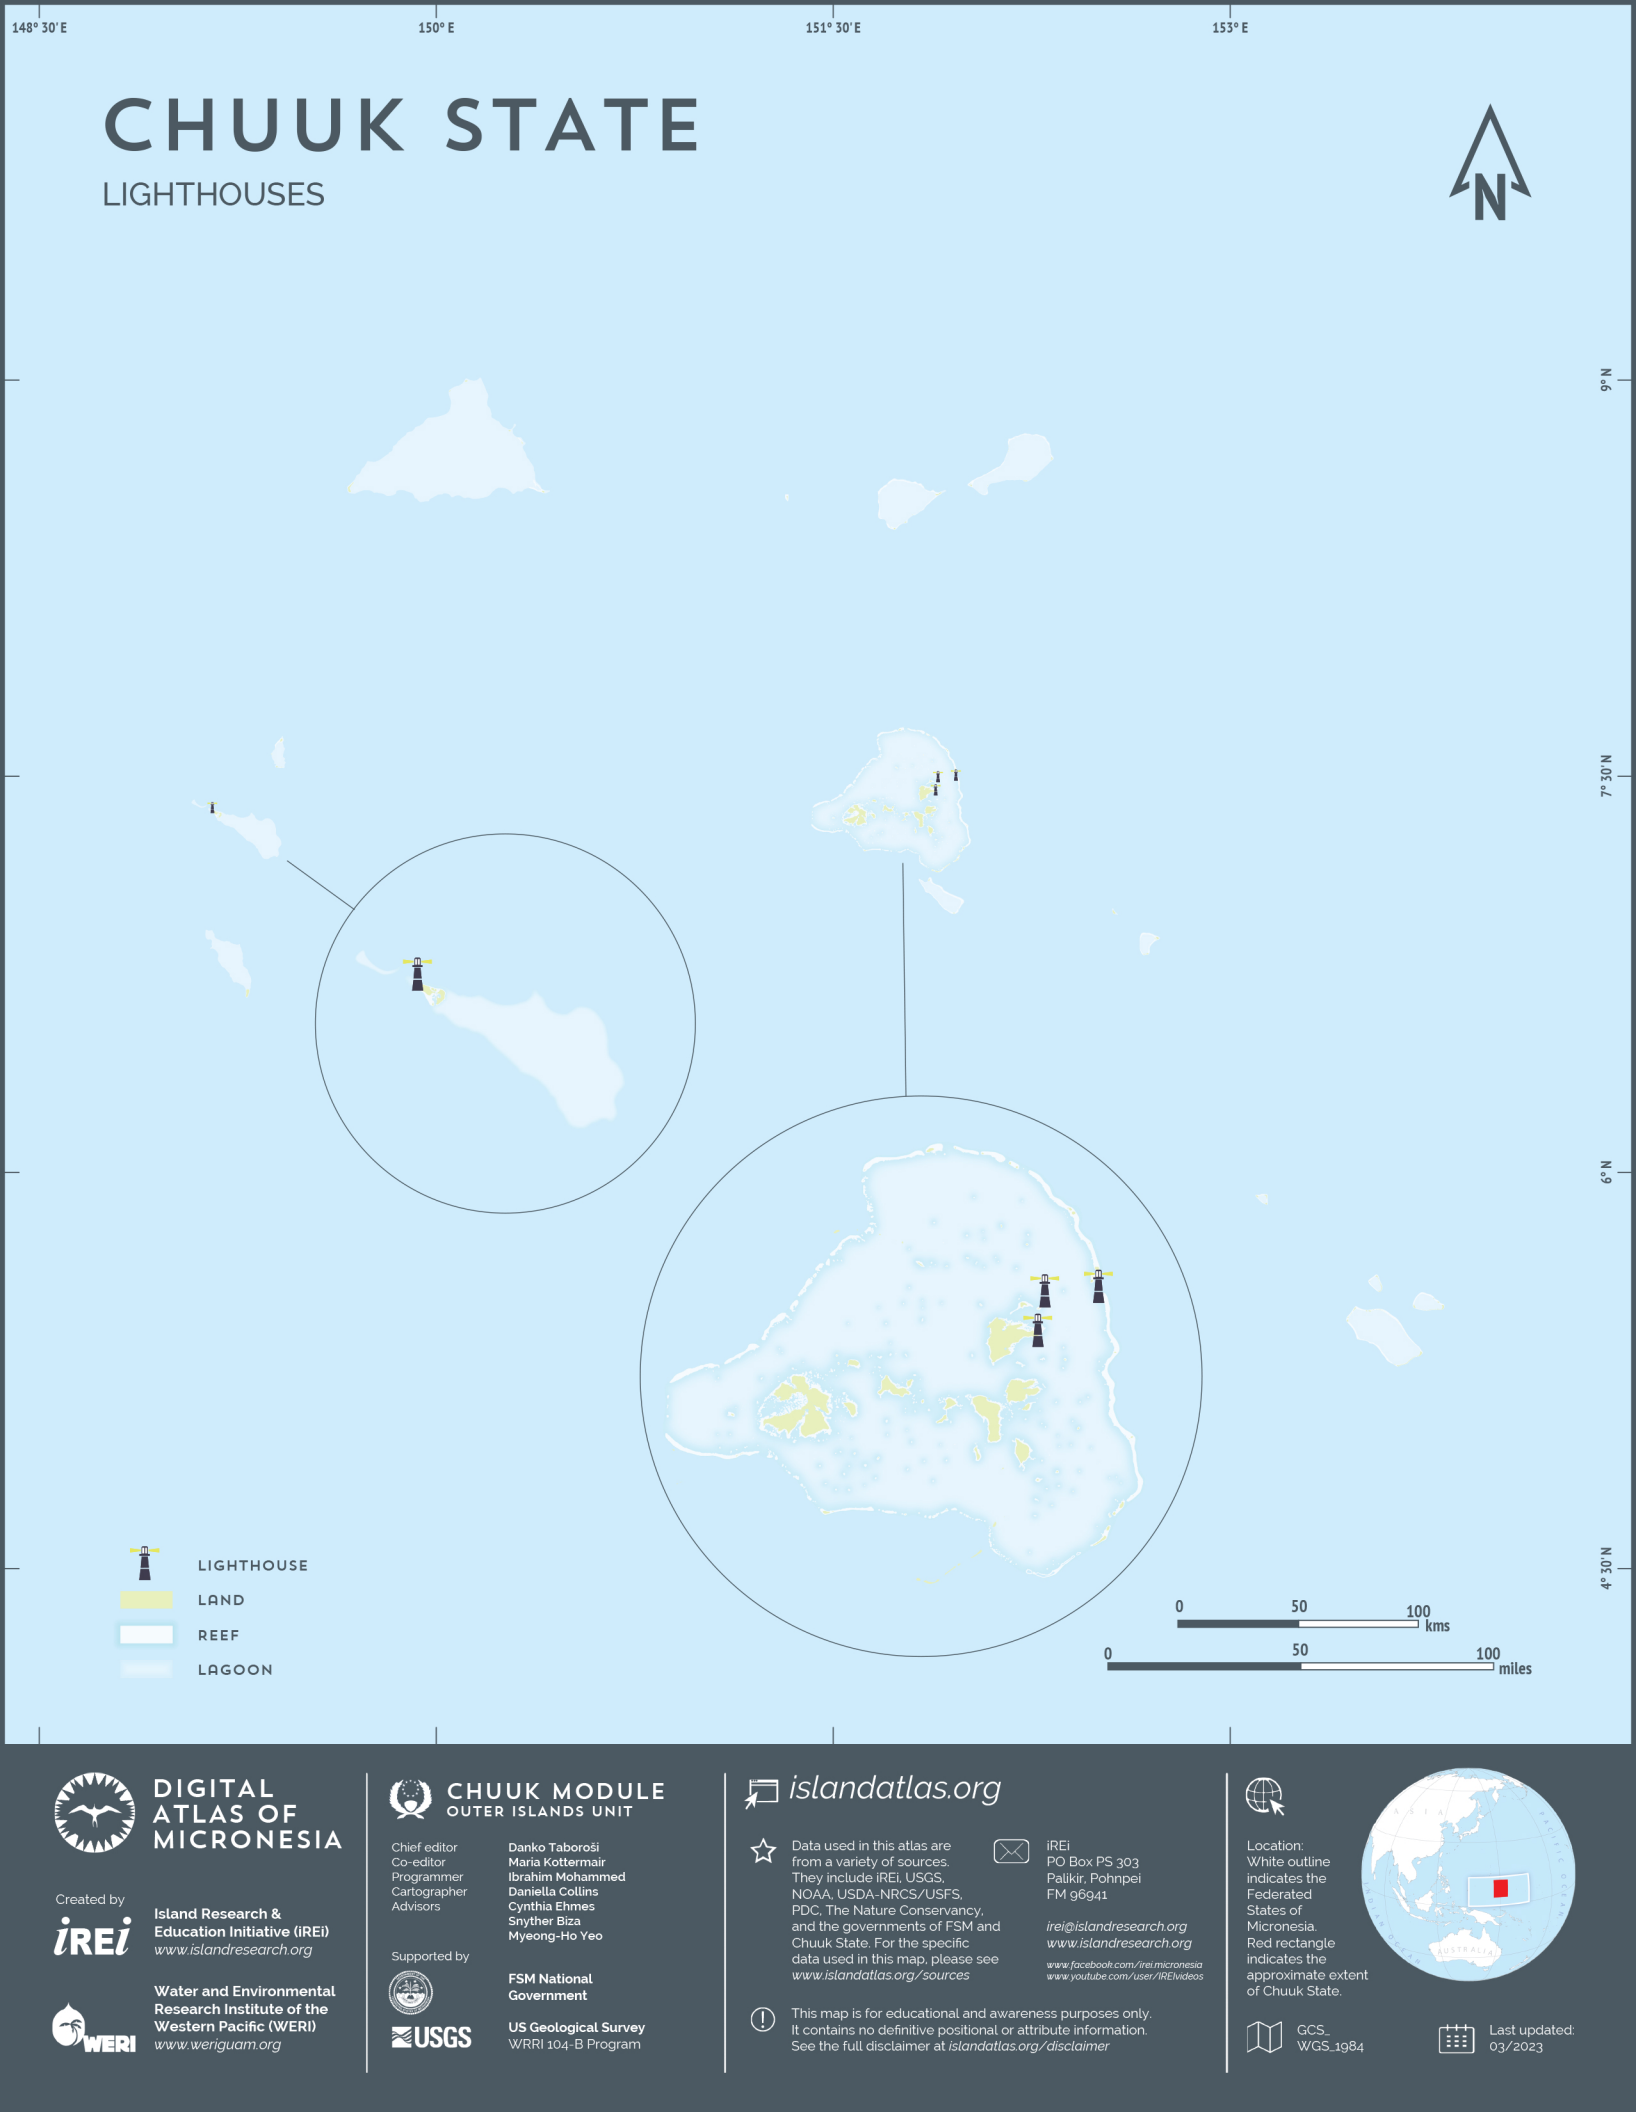 148° 30' E
150° E
151° 30' E
153° E
CHUUK STATE
LIGHTHOUSES
N
9° N
7° 30' N
6° N
4° 30' N
LIGHTHOUSE
LAND
REEF
LAGOON
0 50 100 kms
0 50 100 miles
DIGITAL
ATLAS OF
MICRONESIA
Created by
iREi
Island Research &
Education Initiative (iREi)
www.islandresearch.org
WERI
Water and Environmental
Research Institute of the
Western Pacific (WERI)
www.weriguam.org
CHUUK MODULE
OUTER ISLANDS UNIT
Chief editor Danko Taboroši
Co-editor Maria Kottermair
Programmer Ibrahim Mohammed
Cartographer Daniella Collins
Advisors Cynthia Ehmes
Snyther Biza
Myeong-Ho Yeo
Supported by
FSM National
Government
USGS
US Geological Survey
WRRI 104-B Program
islandatlas.org
Data used in this atlas are
from a variety of sources.
They include iREi, USGS,
NOAA, USDA-NRCS/USFS,
PDC, The Nature Conservancy,
and the governments of FSM and
Chuuk State. For the specific
data used in this map, please see
www.islandatlas.org/sources
iREi
PO Box PS 303
Palikir, Pohnpei
FM 96941
irei@islandresearch.org
www.islandresearch.org
www.facebook.com/irei.micronesia
www.youtube.com/user/IREIvideos
This map is for educational and awareness purposes only.
It contains no definitive positional or attribute information.
See the full disclaimer at islandatlas.org/disclaimer
Location:
White outline
indicates the
Federated
States of
Micronesia.
Red rectangle
indicates the
approximate extent
of Chuuk State.
ASIA
PACIFIC OCEAN
INDIAN OCEAN
AUSTRALIA
GCS_
WGS_1984
Last updated:
03/2023